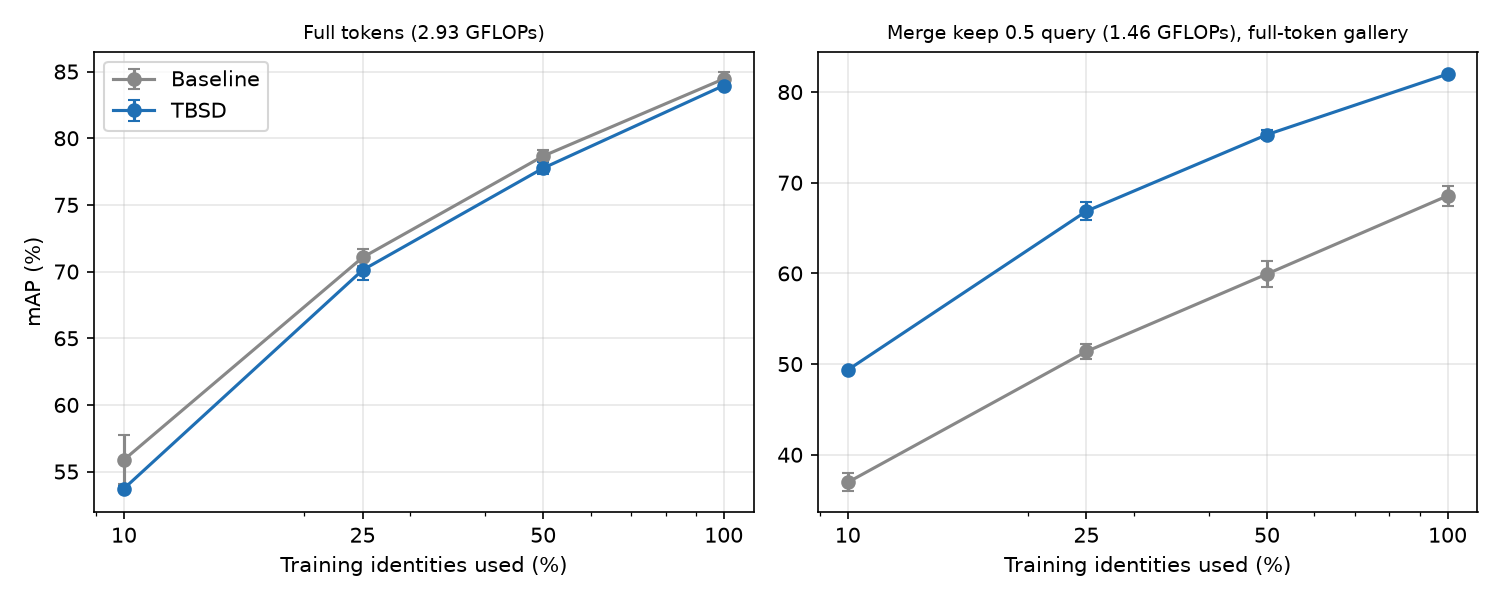 Full tokens (2.93 GFLOPs)
Baseline
TBSD
85
80
75
70
65
60
55
mAP (%)
10
25
50
100
Training identities used (%)
Merge keep 0.5 query (1.46 GFLOPs), full-token gallery
80
70
60
50
40
10
25
50
100
Training identities used (%)